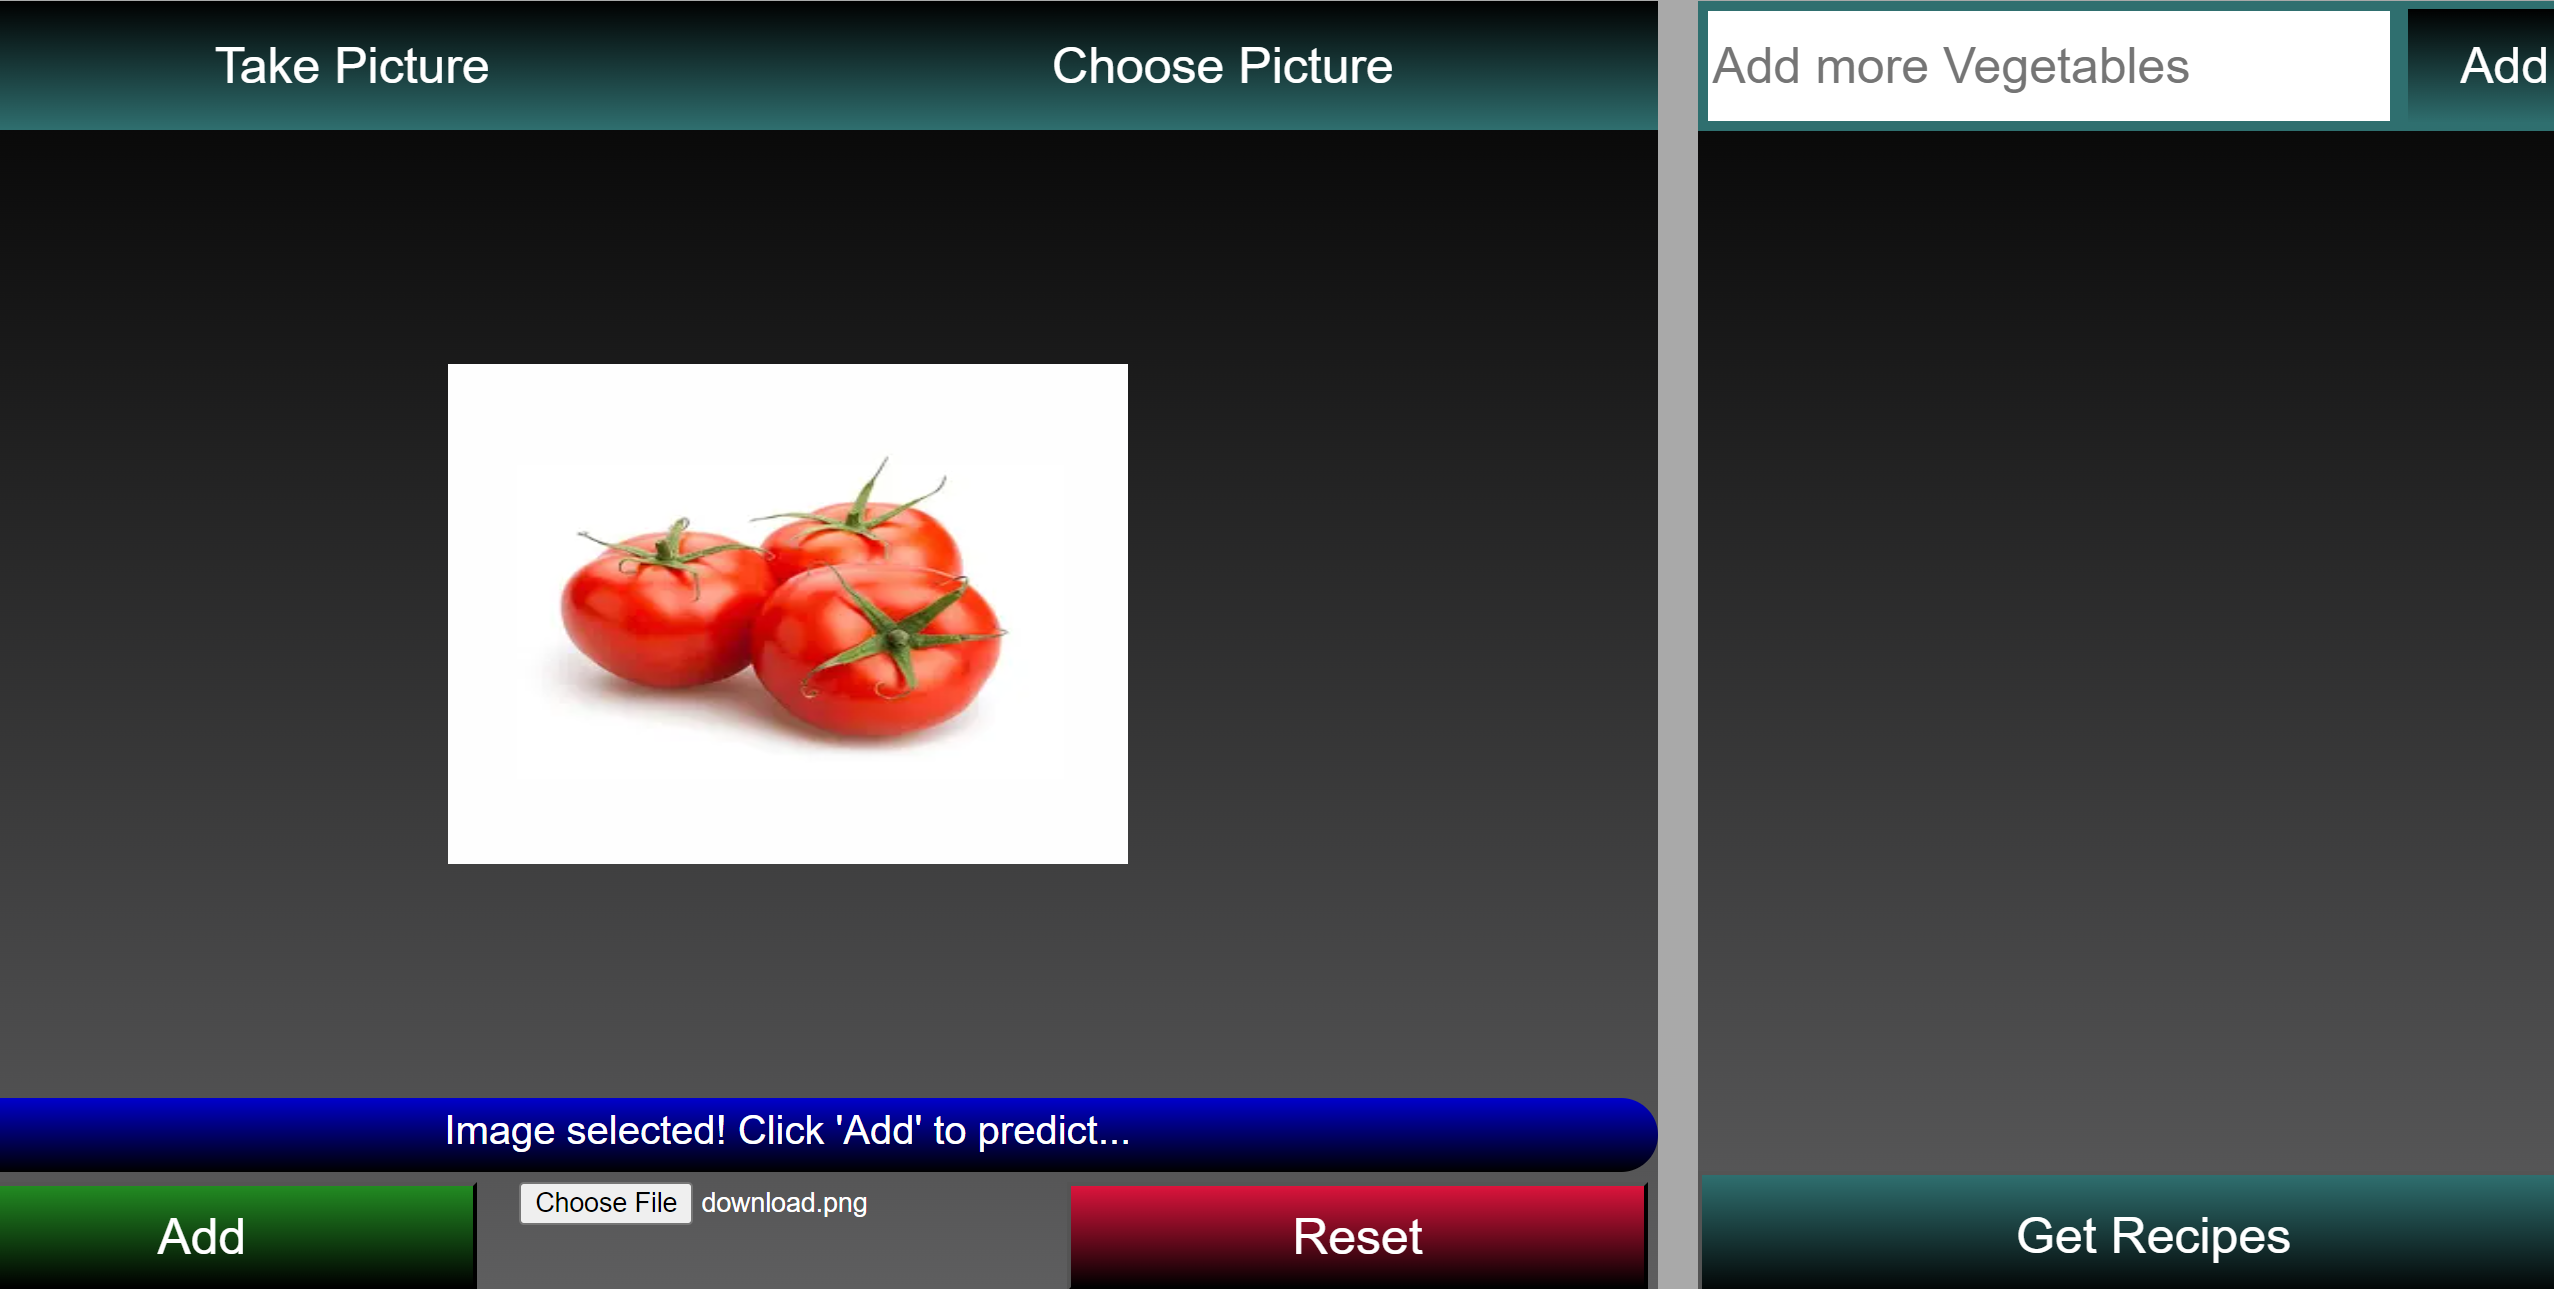 Take Picture
Choose Picture
Add more Vegetables
Add
Image selected! Click 'Add' to predict...
Add
Choose File download.png
Reset
Get Recipes